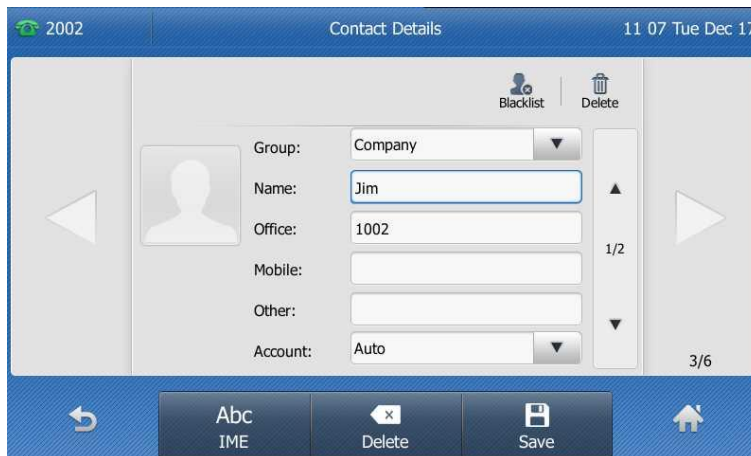 2002 Contact Details 11 07 Tue Dec 17
Blacklist Delete
Group: Company
Name: Jim
Office: 1002
1/2
Mobile:
Other:
Account: Auto
3/6
Abc
IME Delete Save